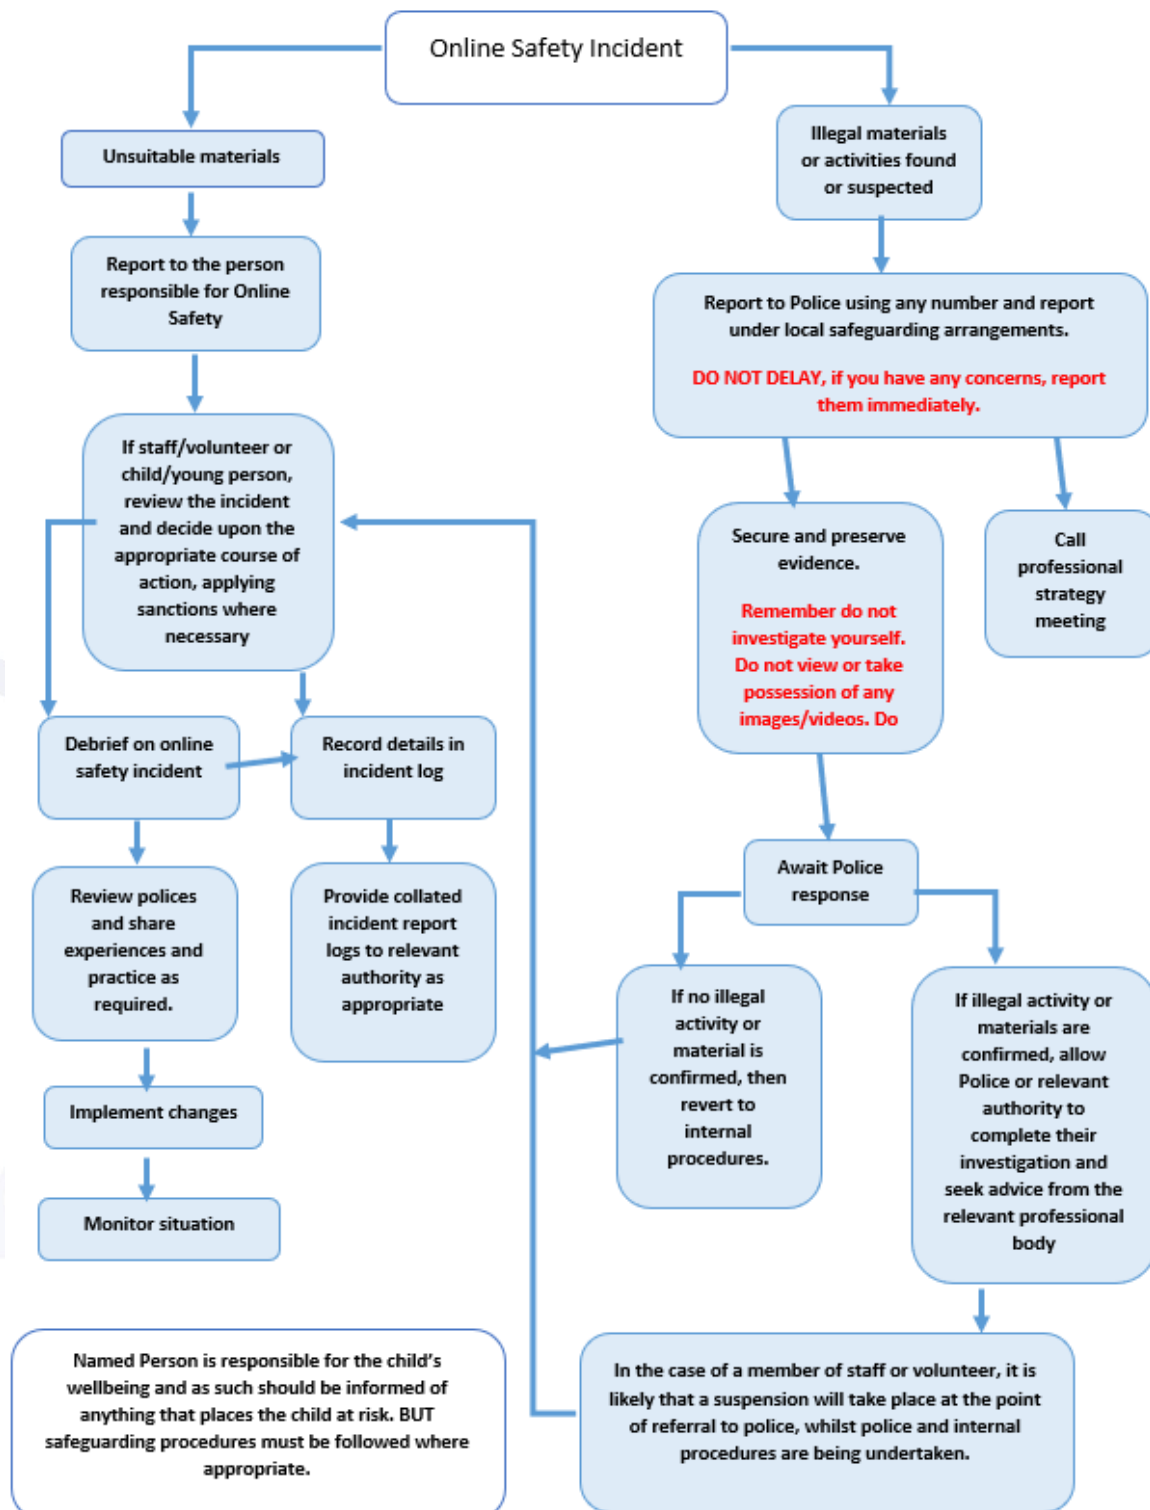 Online Safety Incident
Unsuitable materials
Report to the person
responsible for Online
Safety
If staff/volunteer or
child/young person,
review the incident
and decide upon the
appropriate course of
action, applying
sanctions where
necessary
Debrief on online
safety incident
Record details in
incident log
Review polices
and share
experiences and
practice as
required.
Provide collated
incident report
logs to relevant
authority as
appropriate
Implement changes
Monitor situation
Illegal materials
or activities found
or suspected
Report to Police using any number and report
under local safeguarding arrangements.
DO NOT DELAY, if you have any concerns, report
them immediately.
Secure and preserve
evidence.
Remember do not
investigate yourself.
Do not view or take
possession of any
images/videos. Do
Call
professional
strategy
meeting
Await Police
response
If no illegal
activity or
material is
confirmed, then
revert to
internal
procedures.
If illegal activity or
materials are
confirmed, allow
Police or relevant
authority to
complete their
investigation and
seek advice from the
relevant professional
body
In the case of a member of staff or volunteer, it is
likely that a suspension will take place at the point
of referral to police, whilst police and internal
procedures are being undertaken.
Named Person is responsible for the child's
wellbeing and as such should be informed of
anything that places the child at risk. BUT
safeguarding procedures must be followed where
appropriate.